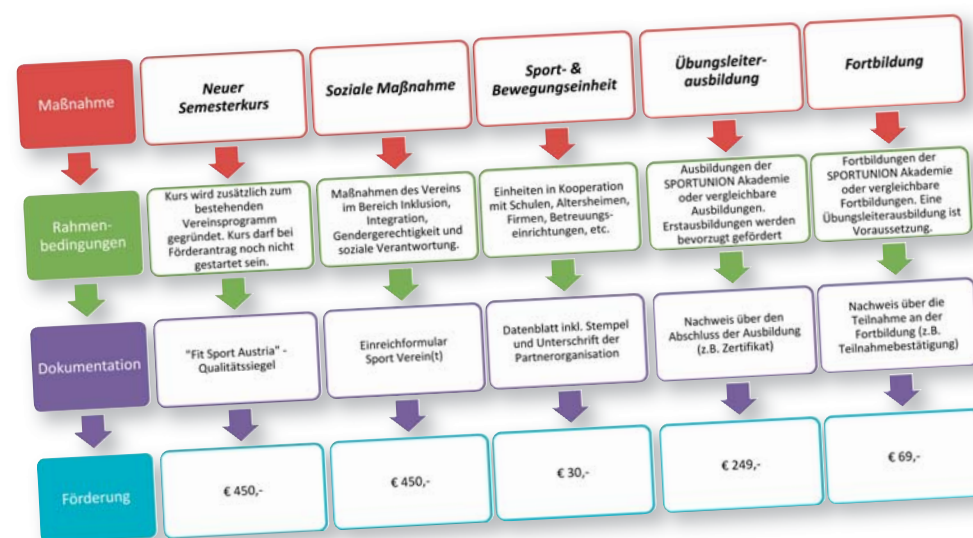 Maßnahme
Neuer
Semesterkurs
Soziale Maßnahme
Sport- &
Bewegungseinheit
Übungsleiter-
ausbildung
Fortbildung
Rahmen-
bedingungen
Kurs wird zusätzlich zum
bestehenden
Vereinsprogramm
gegründet. Kurs darf bei
Förderantrag noch nicht
gestartet sein.
Maßnahmen des Vereins
im Bereich Inklusion,
Integration,
Gendergerechtigkeit und
soziale Verantwortung.
Einheiten in Kooperation
mit Schulen, Altersheimen,
Firmen, Betreuungs-
einrichtungen, etc.
Ausbildungen der
SPORTUNION Akademie
oder vergleichbare
Ausbildungen.
Erstausbildungen werden
bevorzugt gefördert
Fortbildungen der
SPORTUNION Akademie
oder vergleichbare
Fortbildungen. Eine
Übungsleiterausbildung ist
Voraussetzung.
Dokumentation
"Fit Sport Austria" -
Qualitätssiegel
Einreichformular
Sport Verein(t)
Datenblatt inkl. Stempel
und Unterschrift der
Partnerorganisation
Nachweis über den
Abschluss der Ausbildung
(z.B. Zertifikat)
Nachweis über die
Teilnahme an der
Fortbildung (z.B.
Teilnahmebestätigung)
Förderung
€ 450,-
€ 450,-
€ 30,-
€ 249,-
€ 69,-